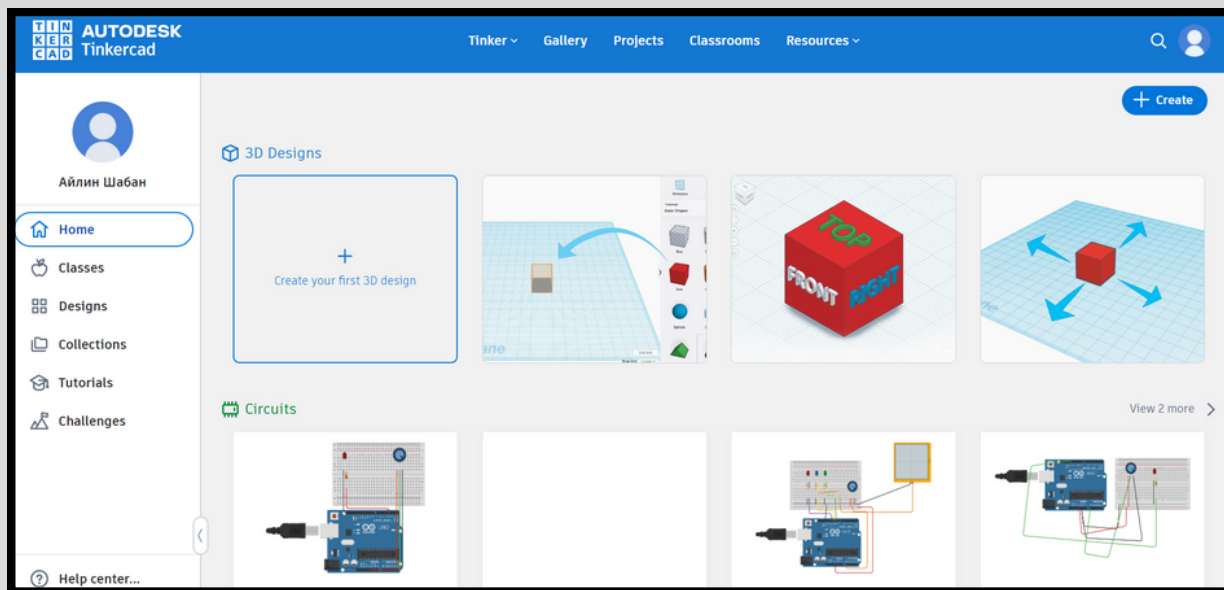 TIN
KER
CAD
AUTODESK
Tinkercad
Tinker
Gallery
Projects
Classrooms
Resources
Create
Айлин Шабан
Home
Classes
Designs
Collections
Tutorials
Challenges
Help center...
3D Designs
+
Create your first 3D design
TOP
FRONT
RIGHT
Circuits
View 2 more